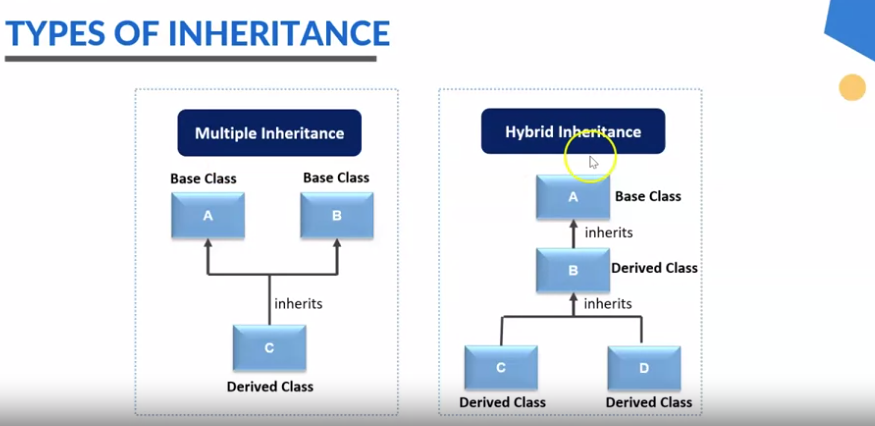 TYPES OF INHERITANCE
Multiple Inheritance
Base Class
Base Class
A
B
inherits
C
Derived Class
Hybrid Inheritance
A
Base Class
inherits
B
Derived Class
inherits
C
D
Derived Class
Derived Class